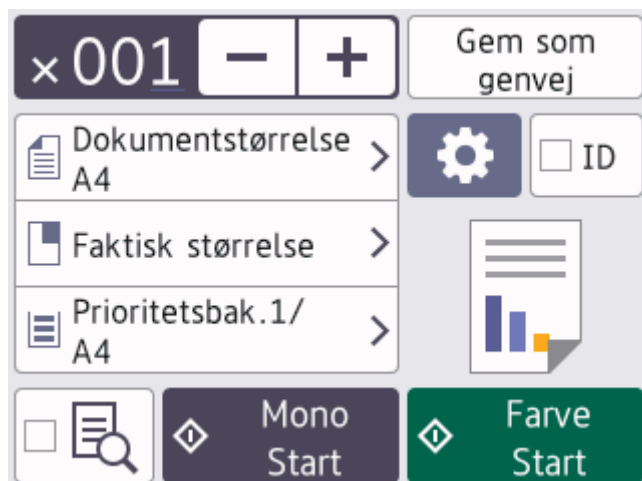 ×001 − +
Gem som
genvej
Dokumentstørrelse
A4
ID
Faktisk størrelse
Prioritetsbak.1/
A4
Mono
Start
Farve
Start